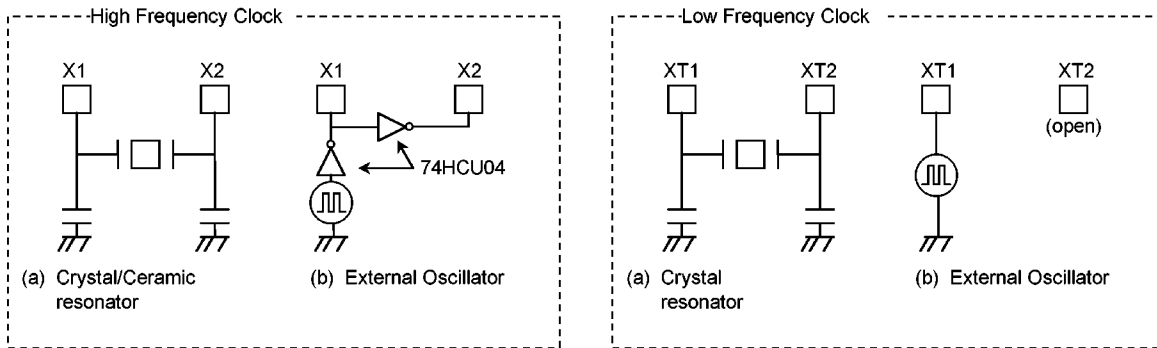 High Frequency Clock
X1 X2 X1 X2
74HCU04
(a) Crystal/Ceramic
resonator
(b) External Oscillator
Low Frequency Clock
XT1 XT2 XT1 XT2
(open)
(a) Crystal
resonator
(b) External Oscillator